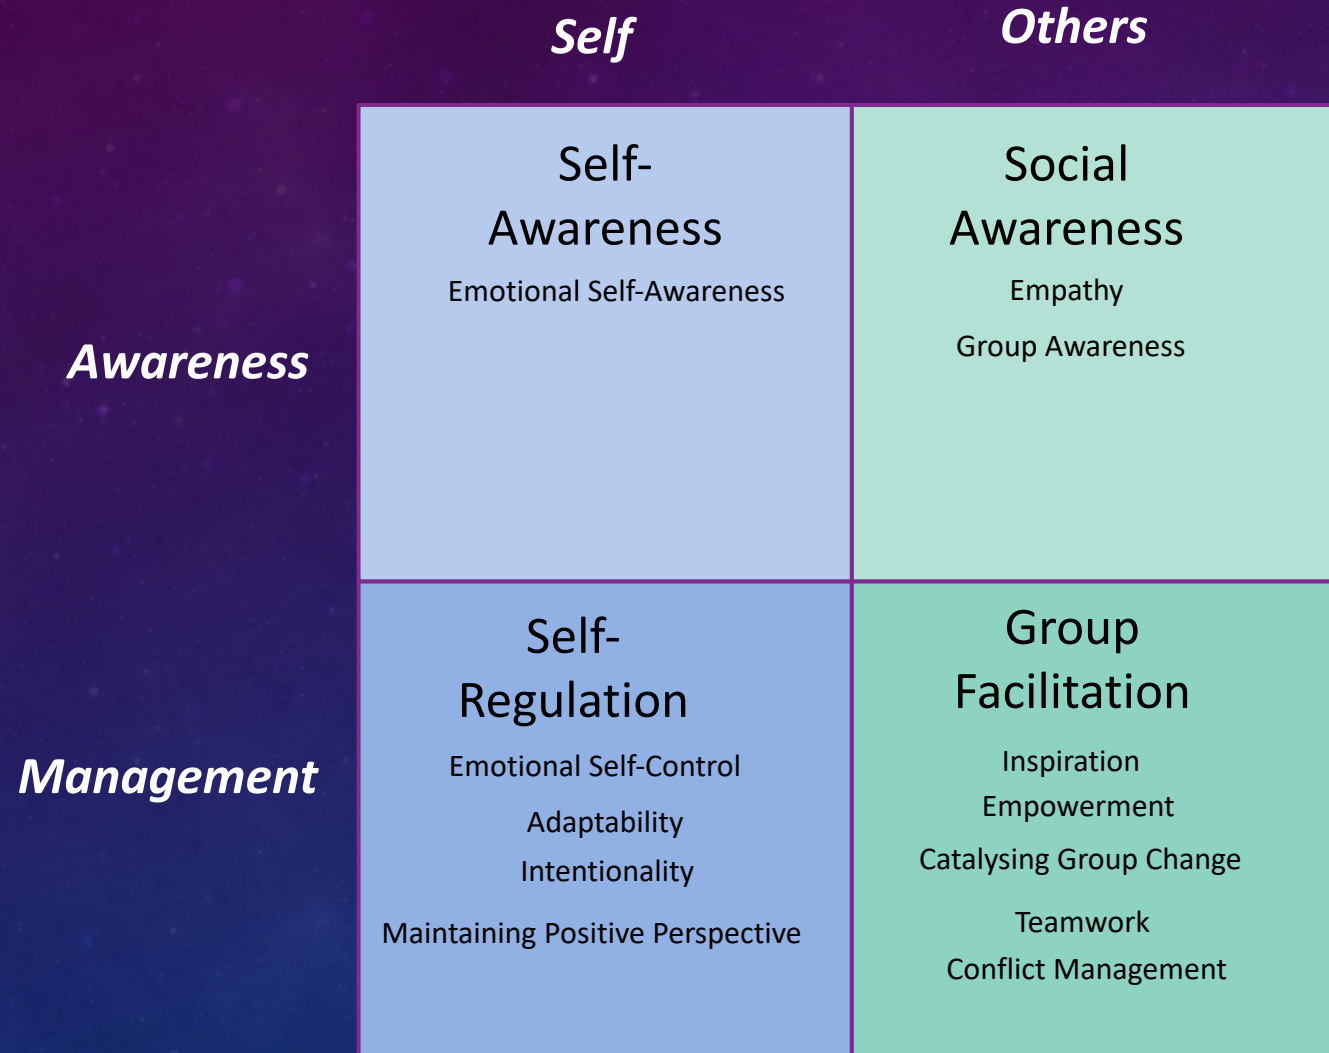 Self
Others
Awareness
Self-
Awareness
Emotional Self-Awareness
Social
Awareness
Empathy
Group Awareness
Management
Self-
Regulation
Emotional Self-Control
Adaptability
Intentionality
Maintaining Positive Perspective
Group
Facilitation
Inspiration
Empowerment
Catalysing Group Change
Teamwork
Conflict Management